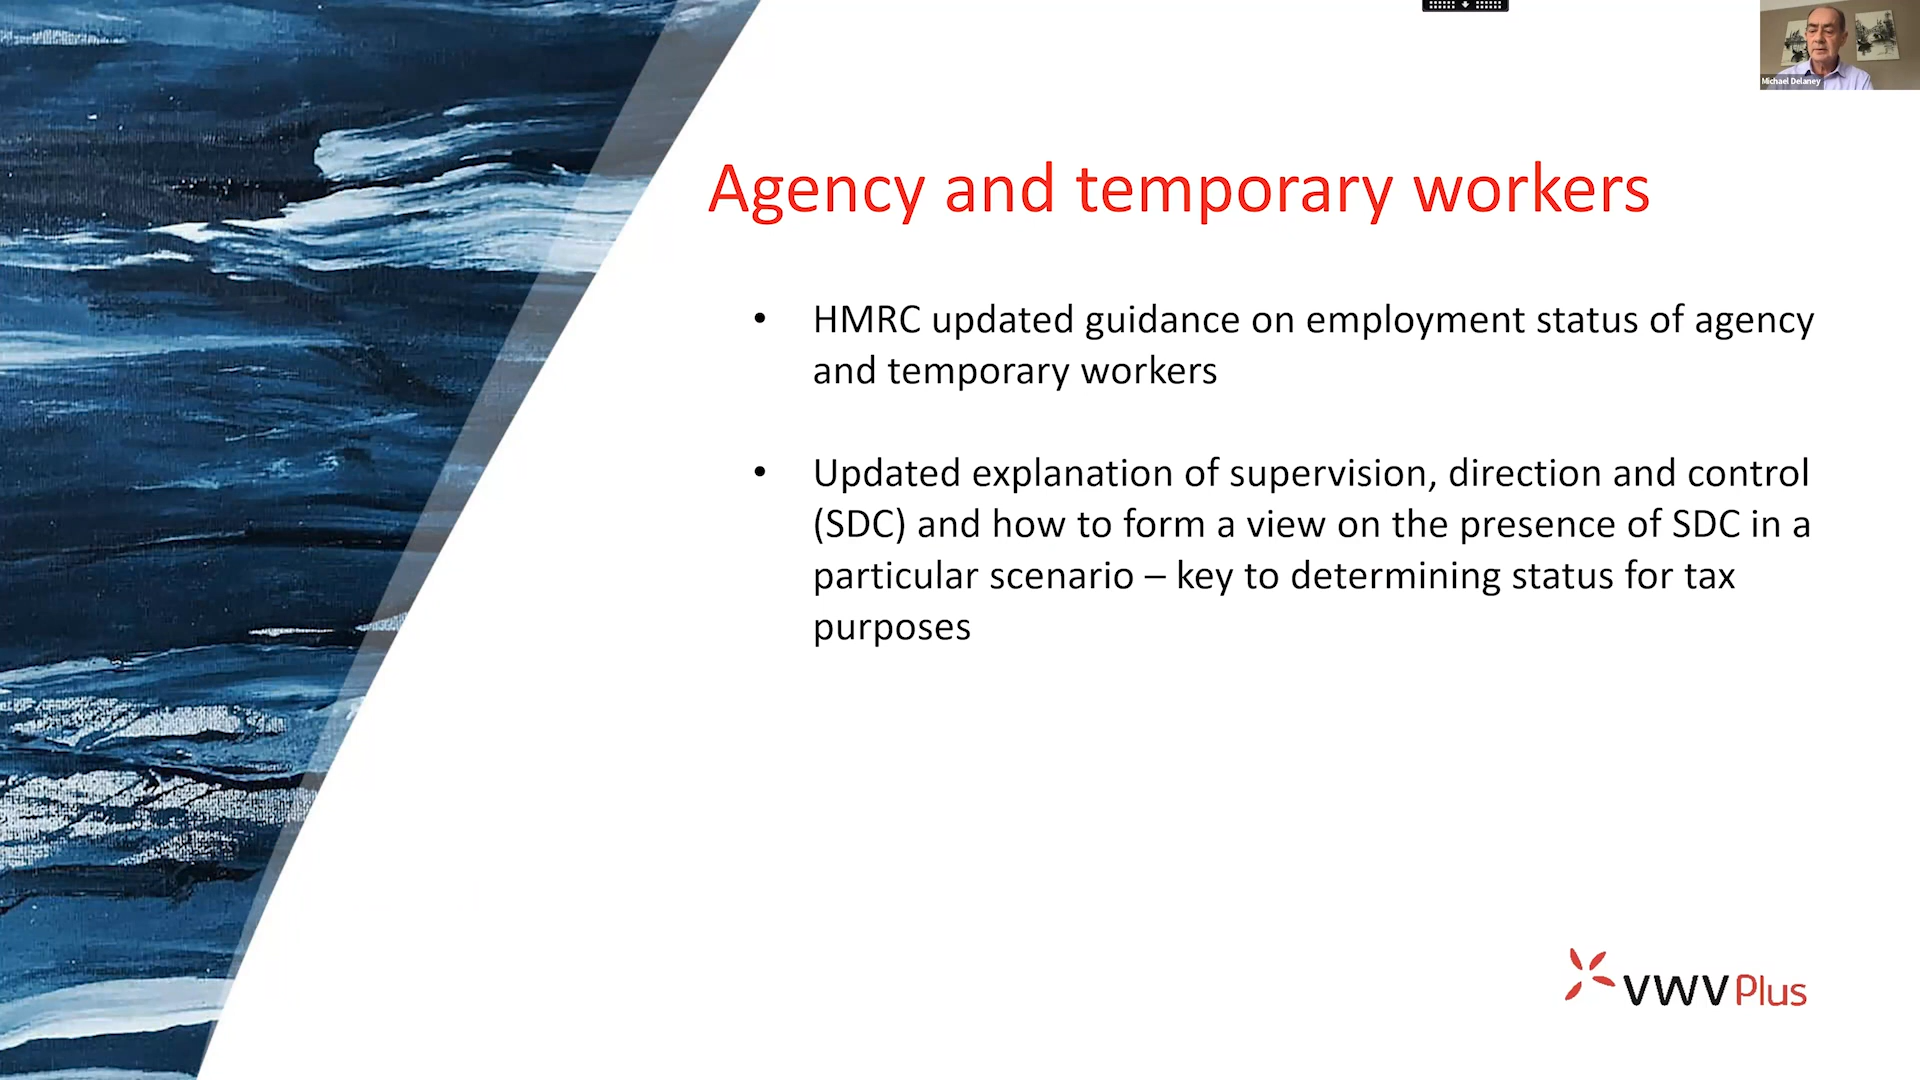 Michael Delaney
Agency and temporary workers
• HMRC updated guidance on employment status of agency
and temporary workers
• Updated explanation of supervision, direction and control
(SDC) and how to form a view on the presence of SDC in a
particular scenario – key to determining status for tax
purposes
VWV Plus